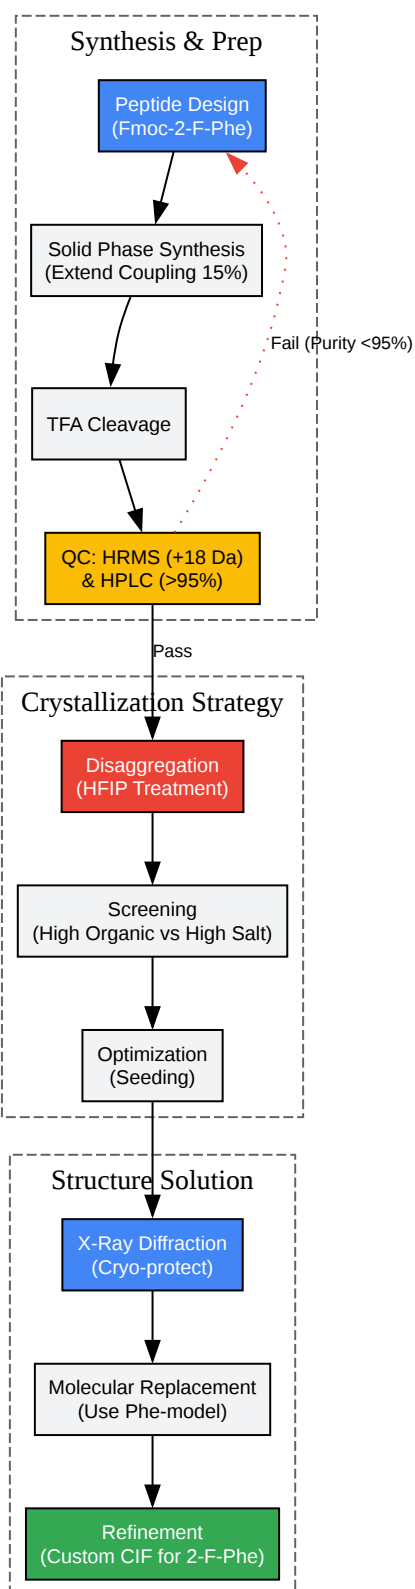 Synthesis & Prep
Peptide Design
(Fmoc-2-F-Phe)
Solid Phase Synthesis
(Extend Coupling 15%)
Fail (Purity <95%)
TFA Cleavage
QC: HRMS (+18 Da)
& HPLC (>95%)
Pass
Crystallization Strategy
Disaggregation
(HFIP Treatment)
Screening
(High Organic vs High Salt)
Optimization
(Seeding)
Structure Solution
X-Ray Diffraction
(Cryo-protect)
Molecular Replacement
(Use Phe-model)
Refinement
(Custom CIF for 2-F-Phe)